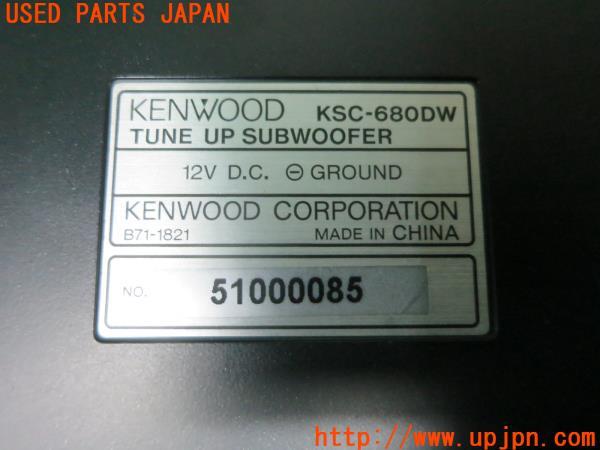 USED PARTS JAPAN
KENWOOD KSC-680DW
TUNE UP SUBWOOFER
12V D.C. ⊖ GROUND
KENWOOD CORPORATION
B71-1821 MADE IN CHINA
NO. 51000085
http://www.upjpn.com/